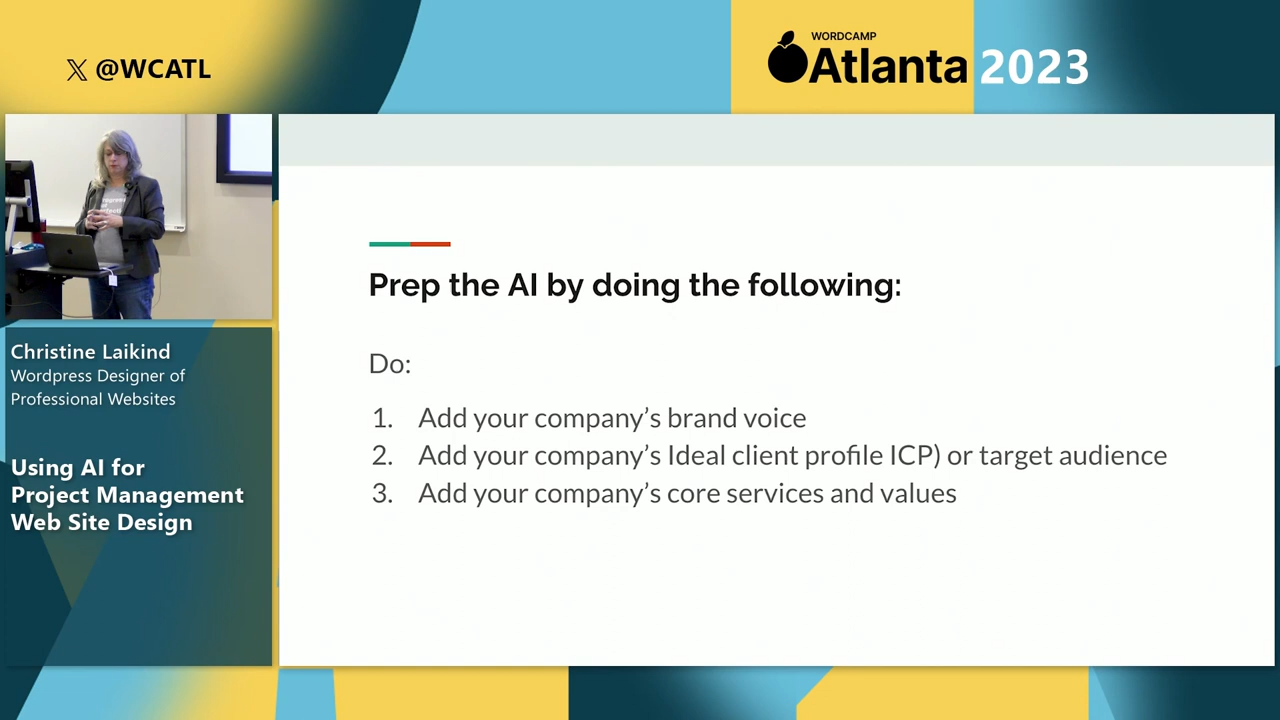 𝕏 @WCATL
WORDCAMP
Atlanta 2023
Christine Laikind
Wordpress Designer of
Professional Websites
Using AI for
Project Management
Web Site Design
Prep the AI by doing the following:
Do:
1. Add your company’s brand voice
2. Add your company’s Ideal client profile ICP) or target audience
3. Add your company’s core services and values